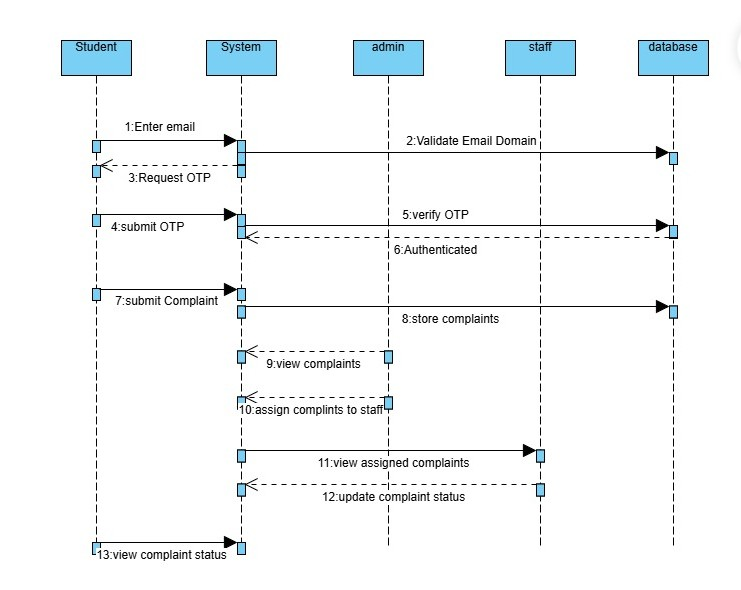 Student
System
admin
staff
database
1:Enter email
2:Validate Email Domain
3:Request OTP
4:submit OTP
5:verify OTP
6:Authenticated
7:submit Complaint
8:store complaints
9:view complaints
10:assign complints to staff
11:view assigned complaints
12:update complaint status
13:view complaint status